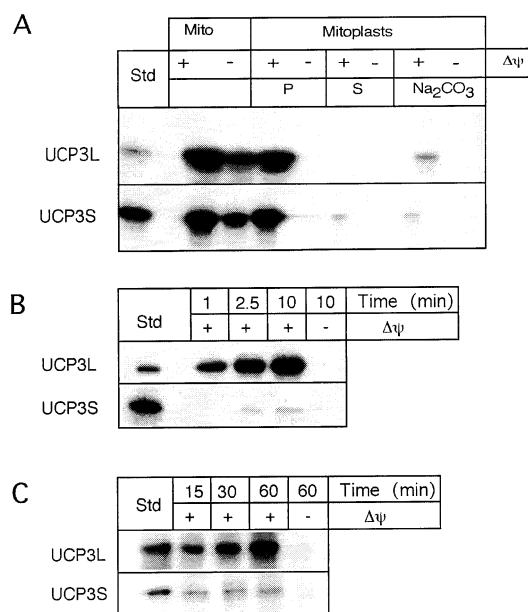 A
Mito Mitoplasts
Std + - + - + - + - Δψ
P S Na₂CO₃
UCP3L
UCP3S
B
Std 1 2.5 10 10 Time (min)
+ + + - Δψ
UCP3L
UCP3S
C
Std 15 30 60 60 Time (min)
+ + + - Δψ
UCP3L
UCP3S